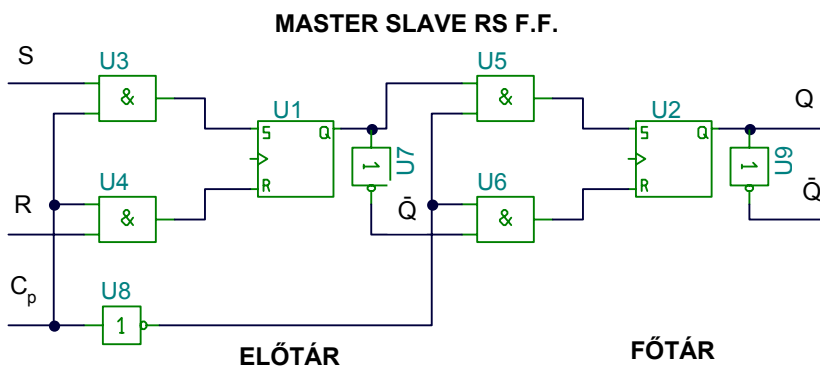 MASTER SLAVE RS F.F.
S
U3
&
U1
S
Q
R
U5
&
U2
S
Q
R
Q
1
U7
1
U9
R
U4
&
Q̄
U6
&
Q̄
Cp
U8
1
ELŐTÁR
FŐTÁR